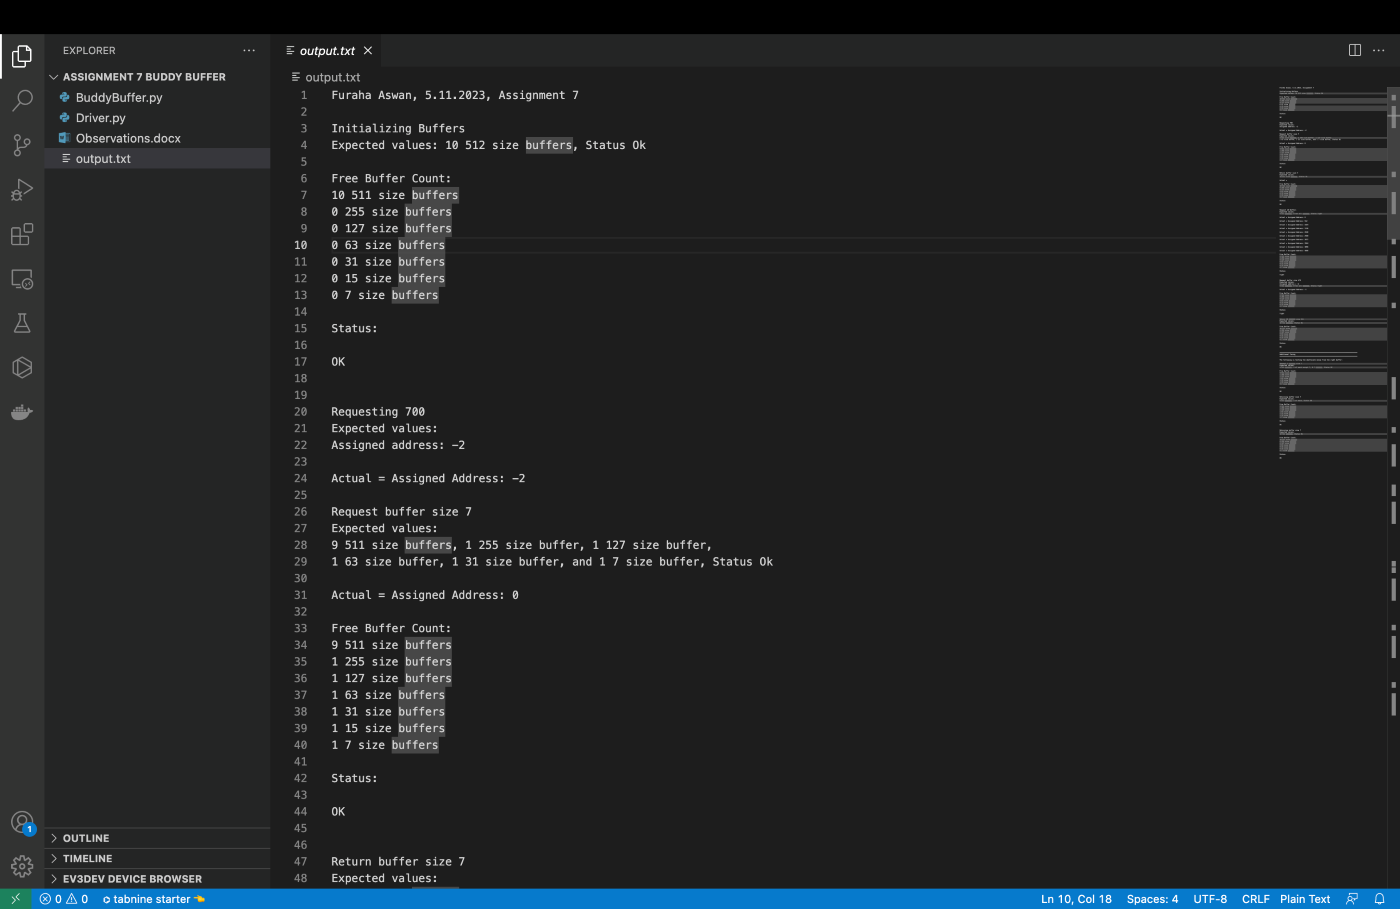 EXPLORER
ASSIGNMENT 7 BUDDY BUFFER
BuddyBuffer.py
Driver.py
Observations.docx
output.txt
OUTLINE
TIMELINE
EV3DEV DEVICE BROWSER
output.txt
output.txt
1 Furaha Aswan, 5.11.2023, Assignment 7
2
3 Initializing Buffers
4 Expected values: 10 512 size buffers, Status Ok
5
6 Free Buffer Count:
7 10 511 size buffers
8 0 255 size buffers
9 0 127 size buffers
10 0 63 size buffers
11 0 31 size buffers
12 0 15 size buffers
13 0 7 size buffers
14
15 Status:
16
17 OK
18
19
20 Requesting 700
21 Expected values:
22 Assigned address: -2
23
24 Actual = Assigned Address: -2
25
26 Request buffer size 7
27 Expected values:
28 9 511 size buffers, 1 255 size buffer, 1 127 size buffer,
29 1 63 size buffer, 1 31 size buffer, and 1 7 size buffer, Status Ok
30
31 Actual = Assigned Address: 0
32
33 Free Buffer Count:
34 9 511 size buffers
35 1 255 size buffers
36 1 127 size buffers
37 1 63 size buffers
38 1 31 size buffers
39 1 15 size buffers
40 1 7 size buffers
41
42 Status:
43
44 OK
45
46
47 Return buffer size 7
48 Expected values:
1
0 0 tabnine starter
Ln 10, Col 18 Spaces: 4 UTF-8 CRLF Plain Text